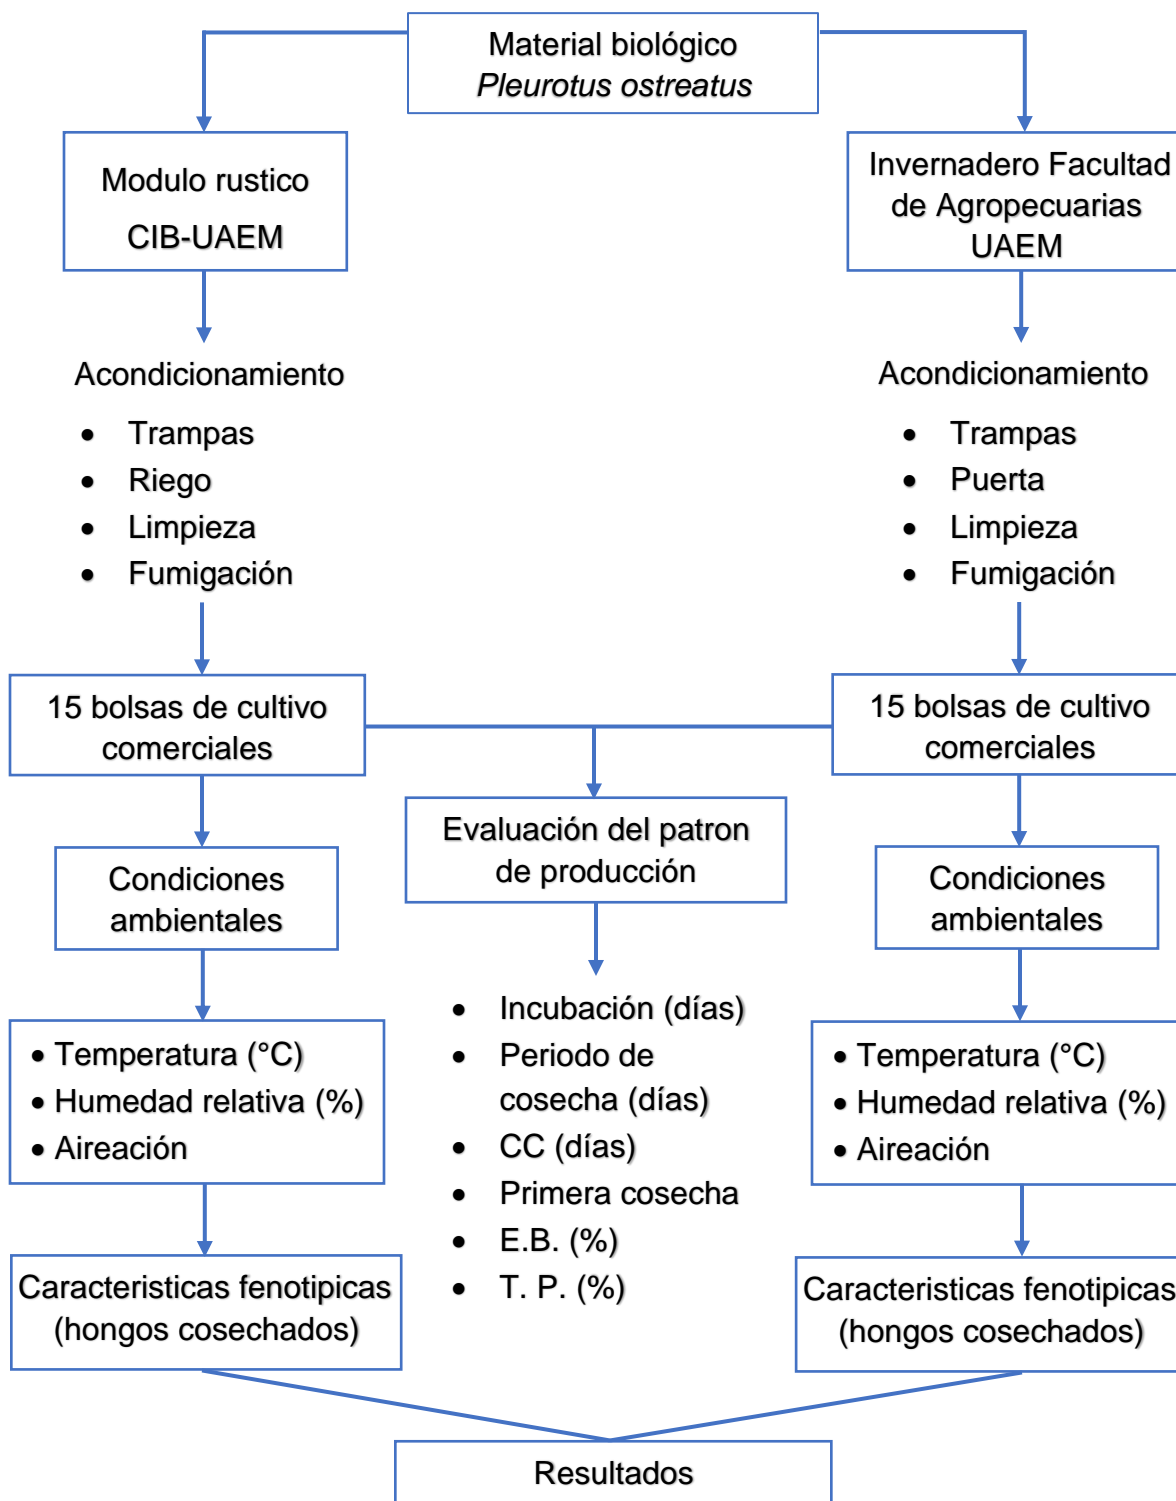 Material biológico
Pleurotus ostreatus
Modulo rustico
CIB-UAEM
Invernadero Facultad
de Agropecuarias
UAEM
Acondicionamiento
• Trampas
• Riego
• Limpieza
• Fumigación
Acondicionamiento
• Trampas
• Puerta
• Limpieza
• Fumigación
15 bolsas de cultivo
comerciales
15 bolsas de cultivo
comerciales
Evaluación del patron
de producción
Condiciones
ambientales
Condiciones
ambientales
• Temperatura (°C)
• Humedad relativa (%)
• Aireación
• Incubación (días)
• Periodo de
cosecha (días)
• CC (días)
• Primera cosecha
• E.B. (%)
• T. P. (%)
• Temperatura (°C)
• Humedad relativa (%)
• Aireación
Caracteristicas fenotipicas
(hongos cosechados)
Caracteristicas fenotipicas
(hongos cosechados)
Resultados